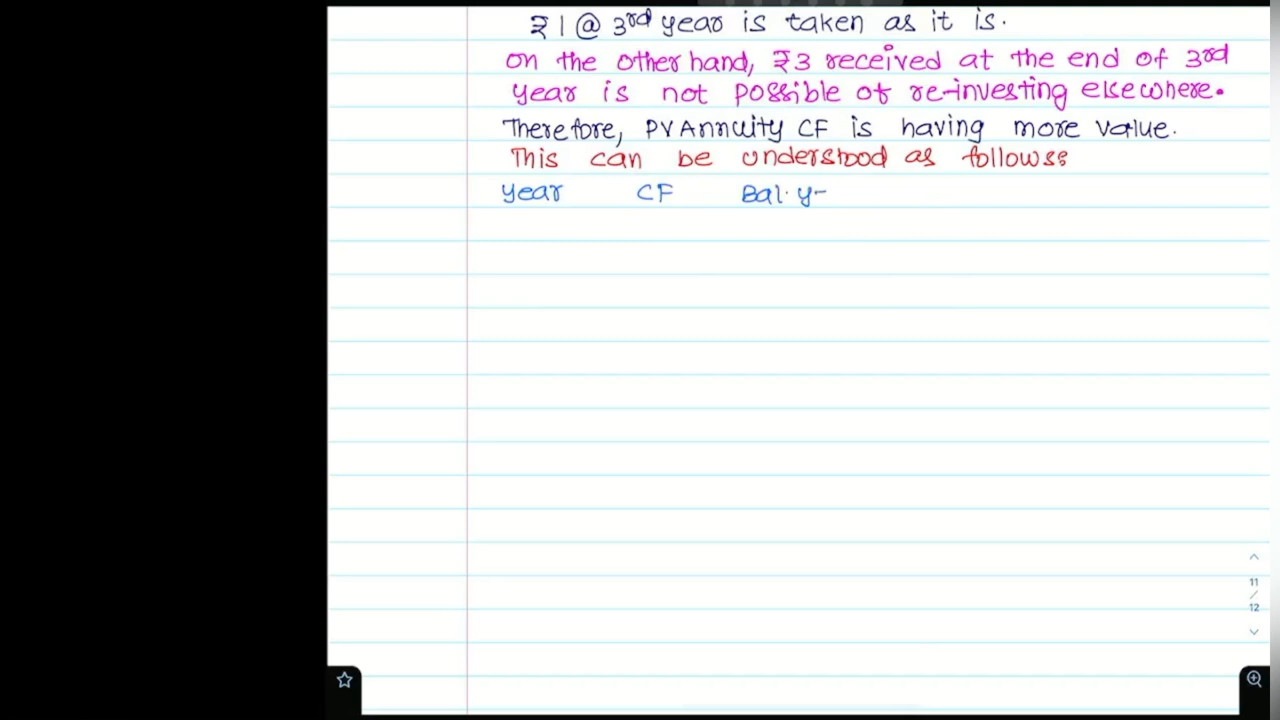 ₹1 @ 3rd year is taken as it is.
on the other hand, ₹3 received at the end of 3rd
year is not possible of re-investing elsewhere.
Therefore, PV Annuity CF is having more value.
This can be understood as follows:
year CF Bal. y-
11
/
12